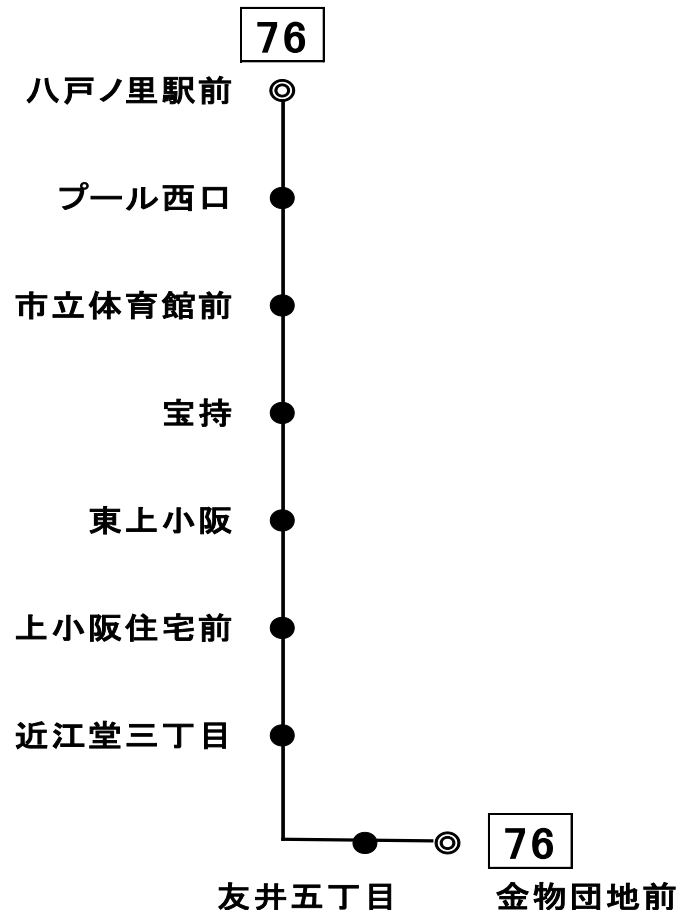 76
八戸ノ里駅前
プール西口
市立体育館前
宝持
東上小阪
上小阪住宅前
近江堂三丁目
76
友井五丁目
金物団地前